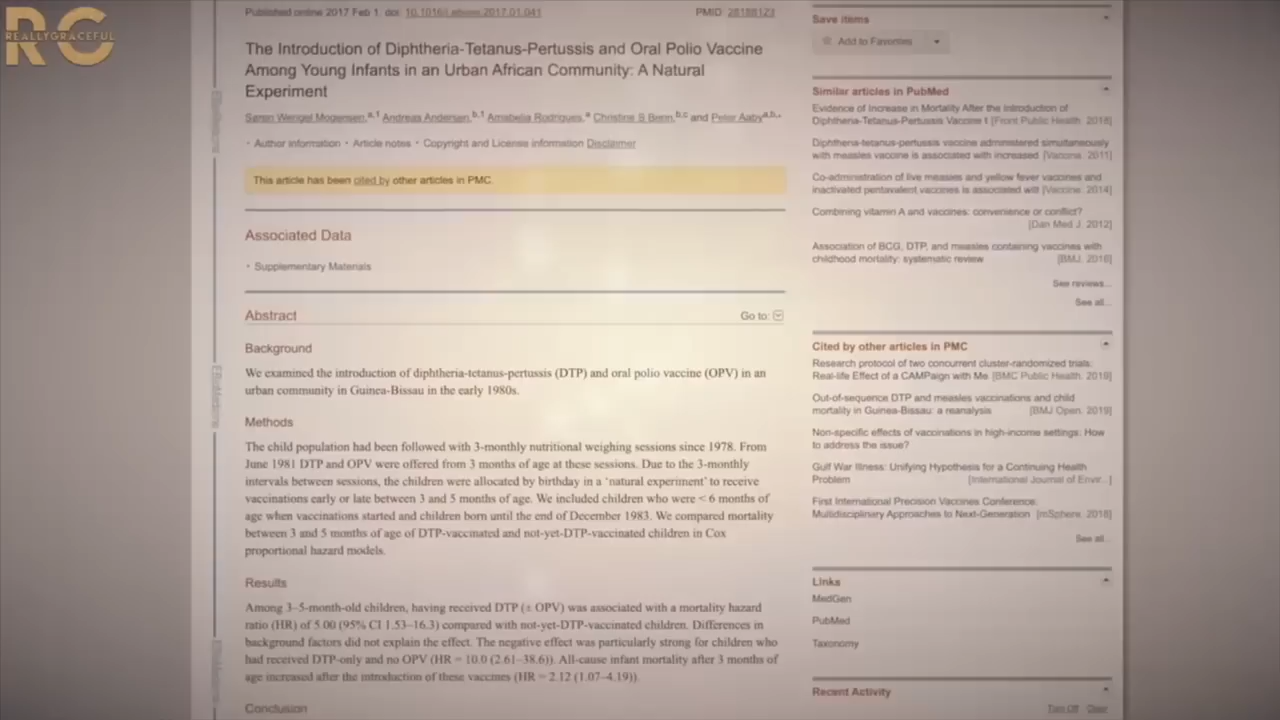 RG
REALLYGRACEFUL
Published online 2017 Feb 1. doi: 10.1016/j.ebiom.2017.01.041
PMID: 28188123
The Introduction of Diphtheria-Tetanus-Pertussis and Oral Polio Vaccine
Among Young Infants in an Urban African Community: A Natural
Experiment
Søren Wengel Mogensen,a,1 Andreas Andersen,b,1 Amabelia Rodrigues,a Christine S Benn,b,c and Peter Aabya,b,⁎
• Author information • Article notes • Copyright and License information Disclaimer
This article has been cited by other articles in PMC.
Associated Data
• Supplementary Materials
Abstract
Go to:
Background
We examined the introduction of diphtheria-tetanus-pertussis (DTP) and oral polio vaccine (OPV) in an
urban community in Guinea-Bissau in the early 1980s.
Methods
The child population had been followed with 3-monthly nutritional weighing sessions since 1978. From
June 1981 DTP and OPV were offered from 3 months of age at these sessions. Due to the 3-monthly
intervals between sessions, the children were allocated by birthday in a 'natural experiment' to receive
vaccinations early or late between 3 and 5 months of age. We included children who were < 6 months of
age when vaccinations started and children born until the end of December 1983. We compared mortality
between 3 and 5 months of age of DTP-vaccinated and not-yet-DTP-vaccinated children in Cox
proportional hazard models.
Results
Among 3–5-month-old children, having received DTP (± OPV) was associated with a mortality hazard
ratio (HR) of 5.00 (95% CI 1.53–16.3) compared with not-yet-DTP-vaccinated children. Differences in
background factors did not explain the effect. The negative effect was particularly strong for children who
had received DTP-only and no OPV (HR = 10.0 (2.61–38.6)). All-cause infant mortality after 3 months of
age increased after the introduction of these vaccines (HR = 2.12 (1.07–4.19)).
Conclusion
Save items
Add to Favorites
Similar articles in PubMed
Evidence of Increase in Mortality After the Introduction of
Diphtheria-Tetanus-Pertussis Vaccine t [Front Public Health. 2018]
Diphtheria-tetanus-pertussis vaccine administered simultaneously
with measles vaccine is associated with increased [Vaccine. 2011]
Co-administration of live measles and yellow fever vaccines and
inactivated pentavalent vaccines is associated wit [Vaccine. 2014]
Combining vitamin A and vaccines: convenience or conflict?
[Dan Med J. 2012]
Association of BCG, DTP, and measles containing vaccines with
childhood mortality: systematic review [BMJ. 2016]
See reviews...
See all...
Cited by other articles in PMC
Research protocol of two concurrent cluster-randomized trials:
Real-life Effect of a CAMPaign with Me [BMC Public Health. 2019]
Out-of-sequence DTP and measles vaccinations and child
mortality in Guinea-Bissau: a reanalysis [BMJ Open. 2019]
Non-specific effects of vaccinations in high-income settings: How
to address the issue?
Gulf War Illness: Unifying Hypothesis for a Continuing Health
Problem [International Journal of Envir...]
First International Precision Vaccines Conference:
Multidisciplinary Approaches to Next-Generation [mSphere. 2018]
See all...
Links
MedGen
PubMed
Taxonomy
Recent Activity
Turn Off Clear